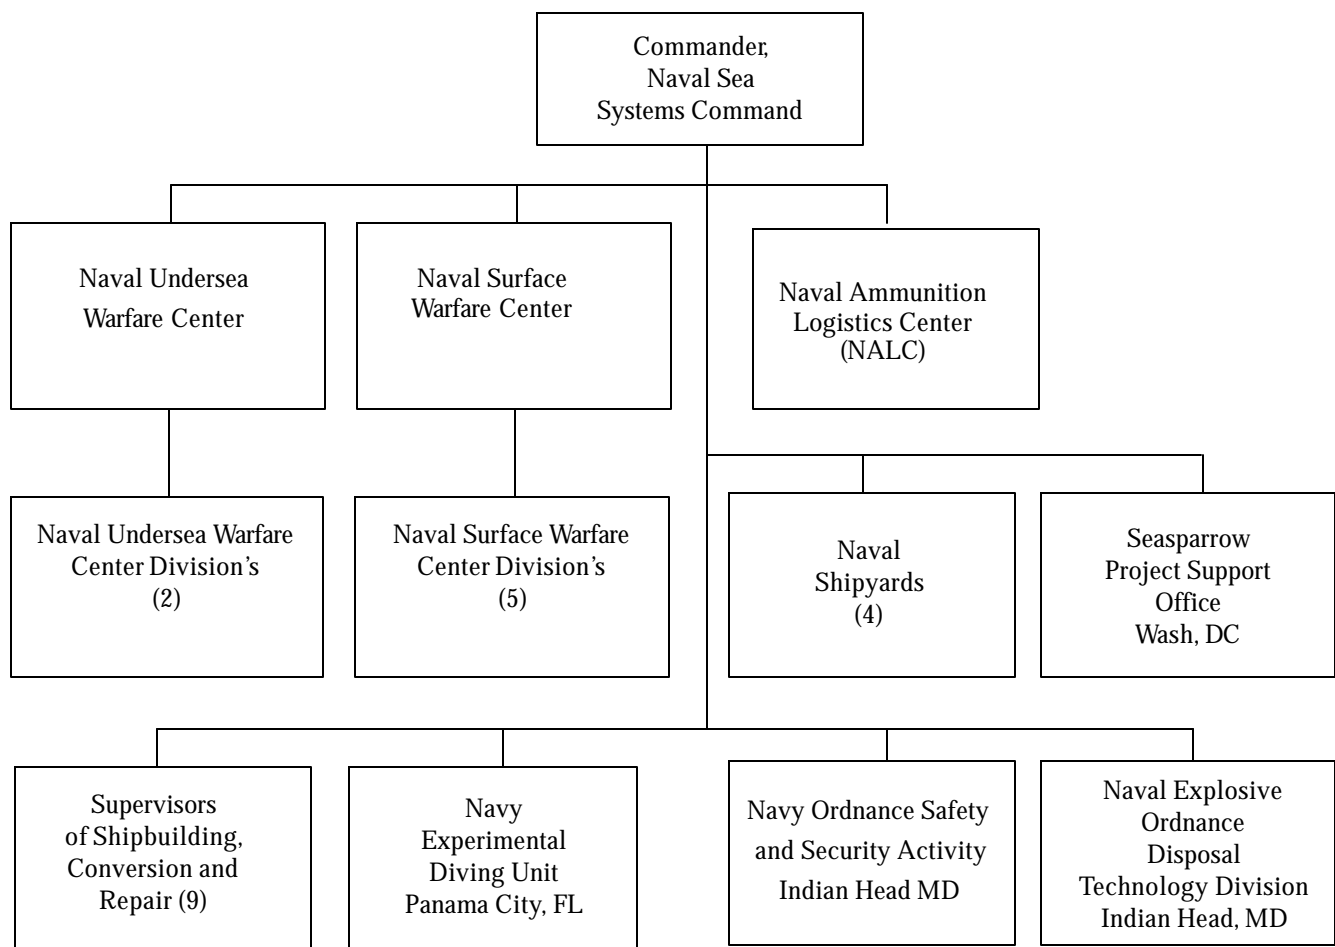 Commander,
Naval Sea
Systems Command
Naval Undersea
Warfare Center
Naval Surface
Warfare Center
Naval Ammunition
Logistics Center
(NALC)
Naval Undersea Warfare
Center Division's
(2)
Naval Surface Warfare
Center Division's
(5)
Naval
Shipyards
(4)
Seasparrow
Project Support
Office
Wash, DC
Supervisors
of Shipbuilding,
Conversion and
Repair (9)
Navy
Experimental
Diving Unit
Panama City, FL
Navy Ordnance Safety
and Security Activity
Indian Head MD
Naval Explosive
Ordnance
Disposal
Technology Division
Indian Head, MD